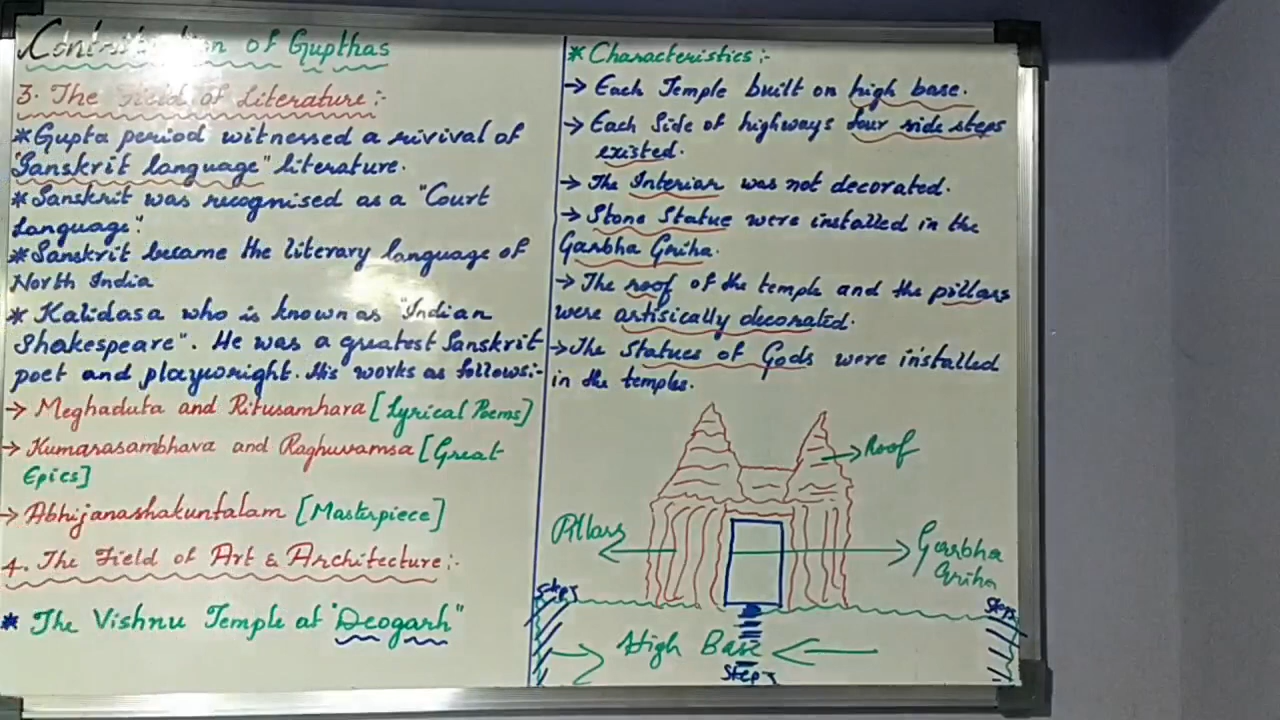 Contribution of Gupthas
3. The Field of Literature:-
* Gupta period witnessed a rivival of
"Sanskrit language" literature.
* Sanskrit was recognised as a "Court
Language."
* Sanskrit became the literary language of
North India
* Kalidasa who is known as "Indian
Shakespeare". He was a greatest Sanskrit
poet and playwright. His works as follows:-
→ Meghaduta and Ritusamhara [Lyrical Poems]
→ Kumarasambhava and Raghuvamsa [Great
Epics]
→ Abhijanashakuntalam [Masterpiece]
4. The Field of Art & Architecture:-
* The Vishnu Temple at "Deogarh"
* Characteristics:-
→ Each Temple built on high base.
→ Each Side of highways four side steps
existed.
→ The Interiar was not decorated.
→ Stone Statue were installed in the
Garbha Griha.
→ The roof of the temple and the pillars
were artisically decorated.
→ The Statues of Gods were installed
in the temples.
Roof
Pillars
Garbha
Griha
Steps
Steps
High Base
Steps